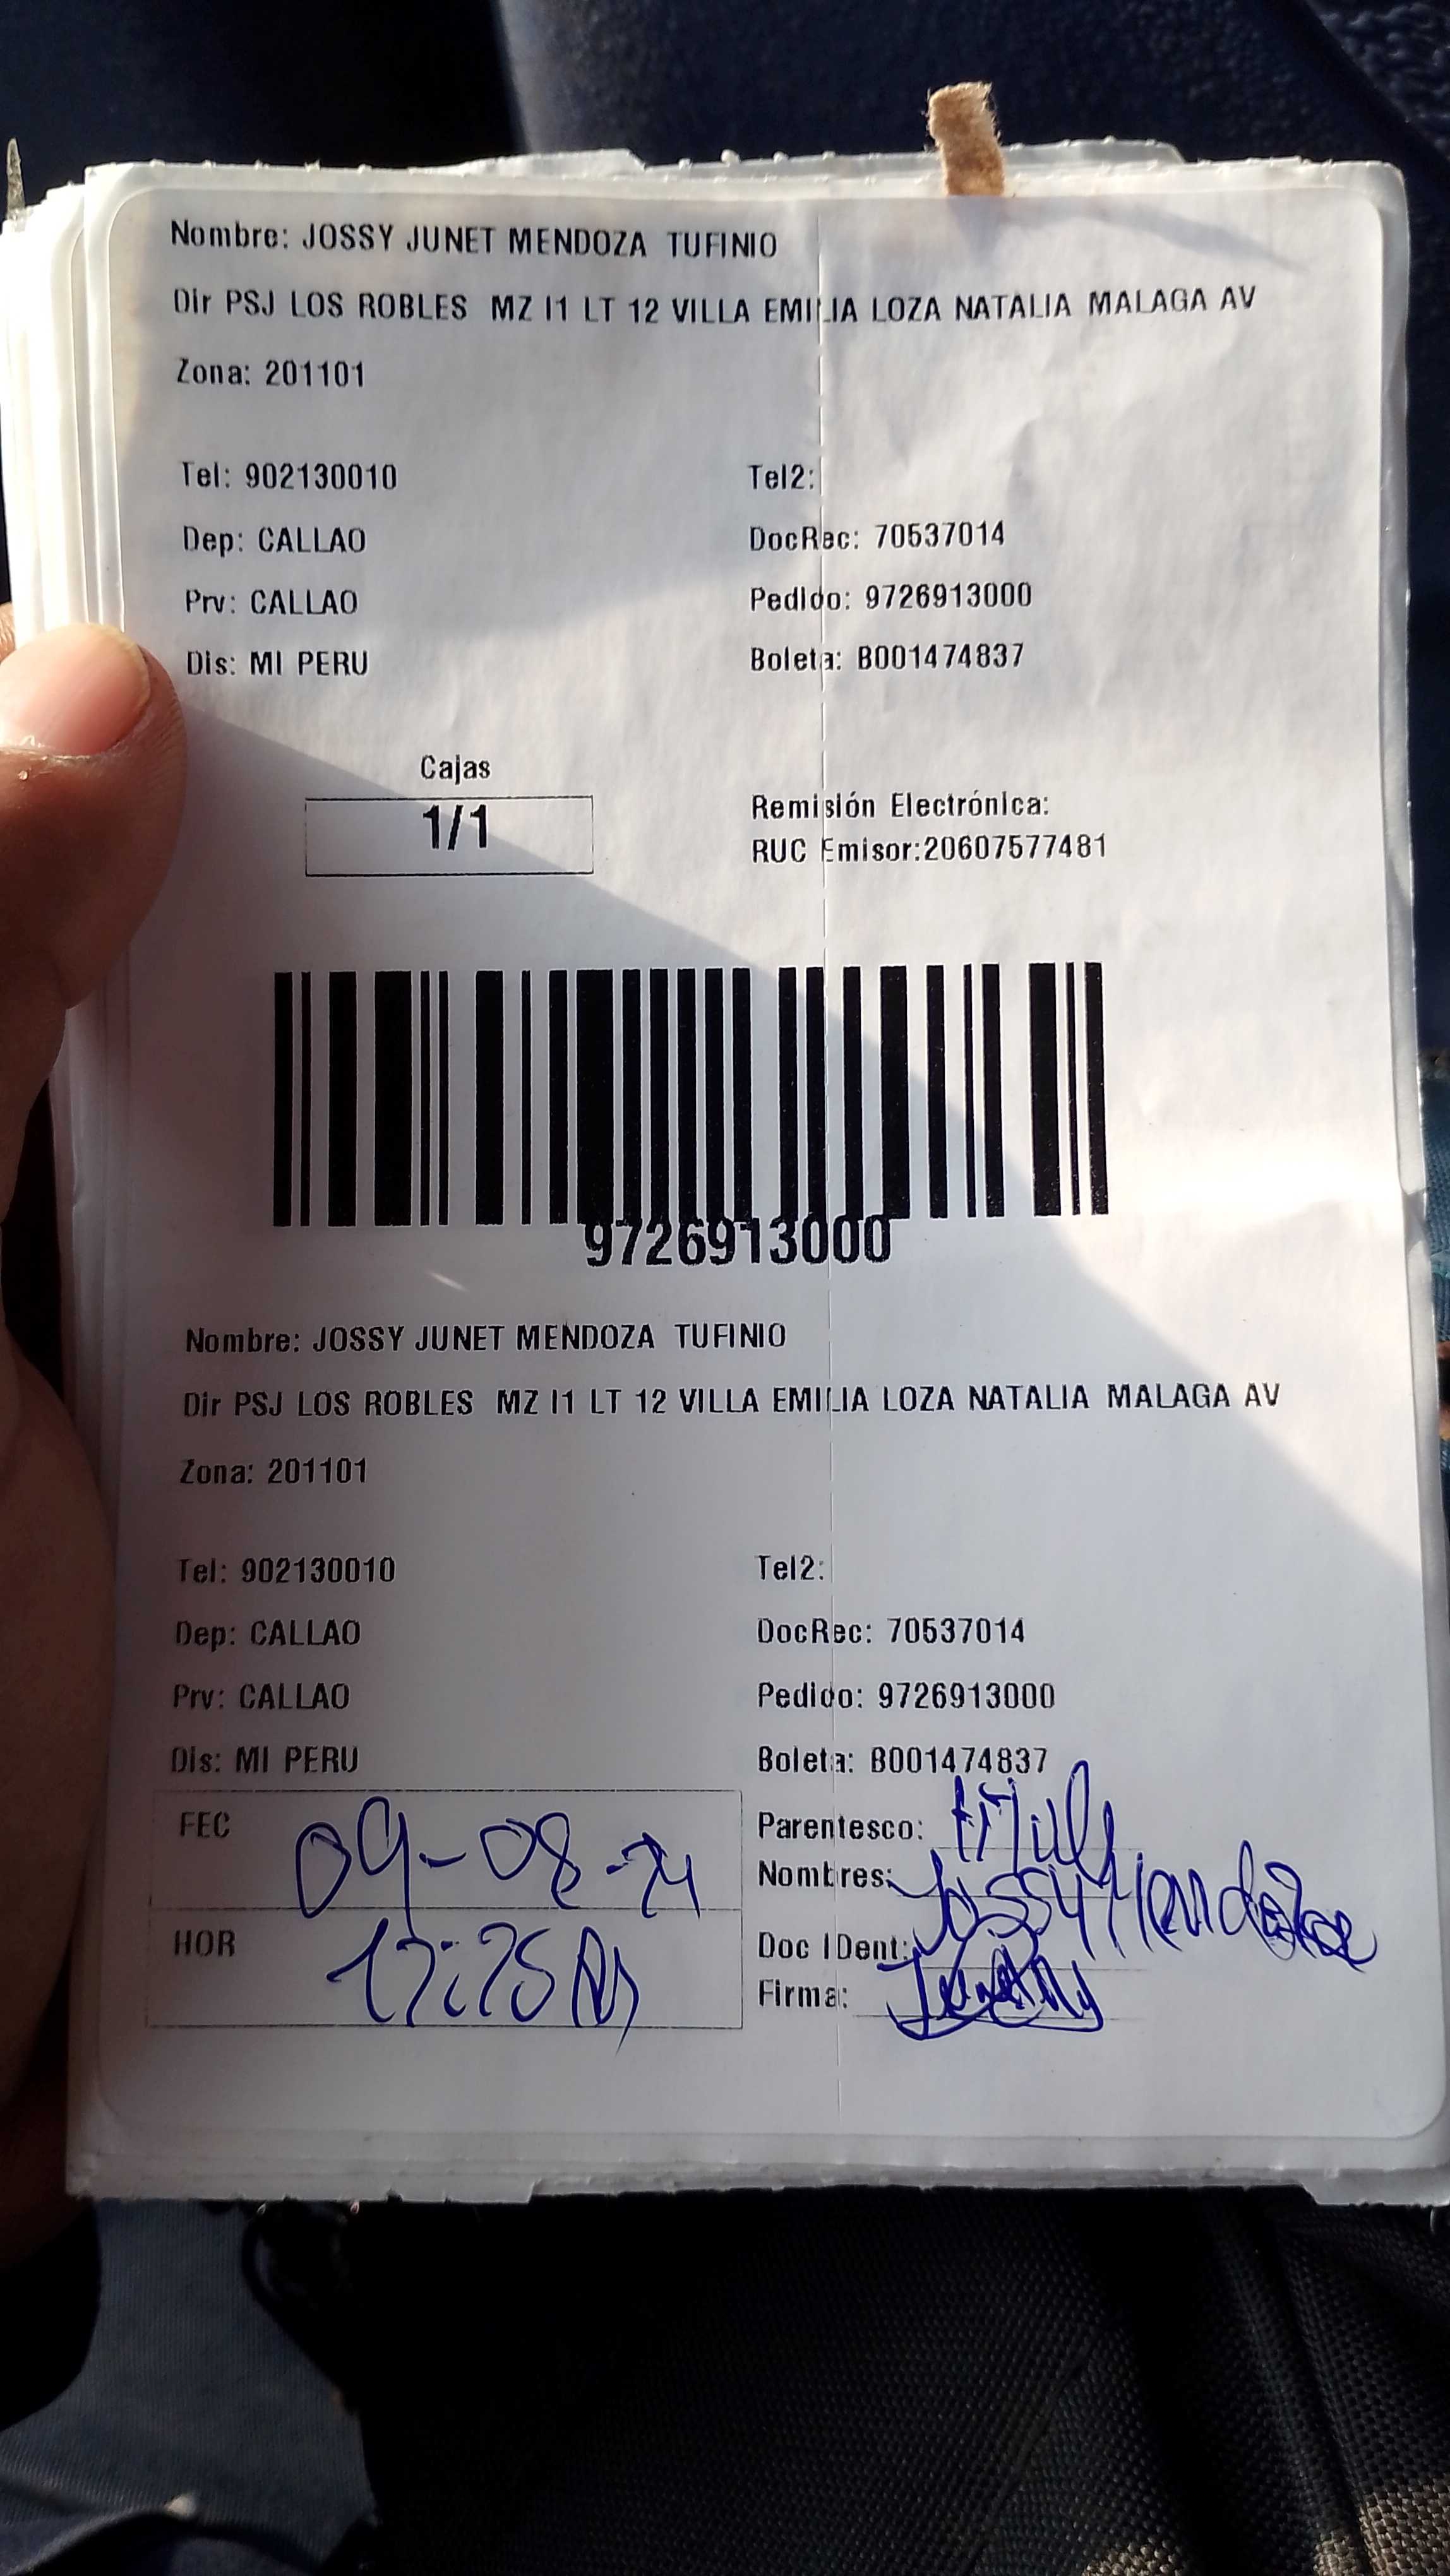 Nombre: JOSSY JUNET MENDOZA TUFINIO
Dir PSJ LOS ROBLES MZ I1 LT 12 VILLA EMILIA LOZA NATALIA MALAGA AV
Zona: 201101
Tel: 902130010 Tel2:
Dep: CALLAO DocRec: 70537014
Prv: CALLAO Pedido: 9726913000
Dis: MI PERU Boleta: B001474837
Cajas
1/1
Remisión Electrónica:
RUC Emisor:20607577481
9726913000
Nombre: JOSSY JUNET MENDOZA TUFINIO
Dir PSJ LOS ROBLES MZ I1 LT 12 VILLA EMILIA LOZA NATALIA MALAGA AV
Zona: 201101
Tel: 902130010 Tel2:
Dep: CALLAO DocRec: 70537014
Prv: CALLAO Pedido: 9726913000
Dis: MI PERU Boleta: B001474837
FEC 09-08-24 Parentesco:
Nombres: Jossy Mendoza
HOR Doc IDent:
Firma: